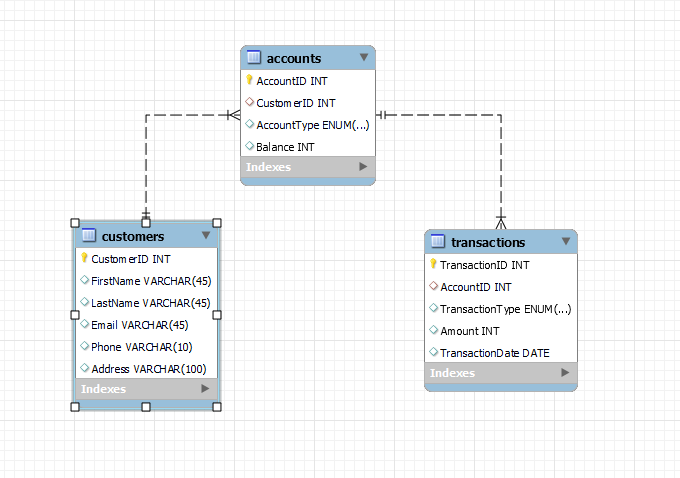 accounts
AccountID INT
CustomerID INT
AccountType ENUM(...)
Balance INT
Indexes
customers
CustomerID INT
FirstName VARCHAR(45)
LastName VARCHAR(45)
Email VARCHAR(45)
Phone VARCHAR(10)
Address VARCHAR(100)
Indexes
transactions
TransactionID INT
AccountID INT
TransactionType ENUM(...)
Amount INT
TransactionDate DATE
Indexes